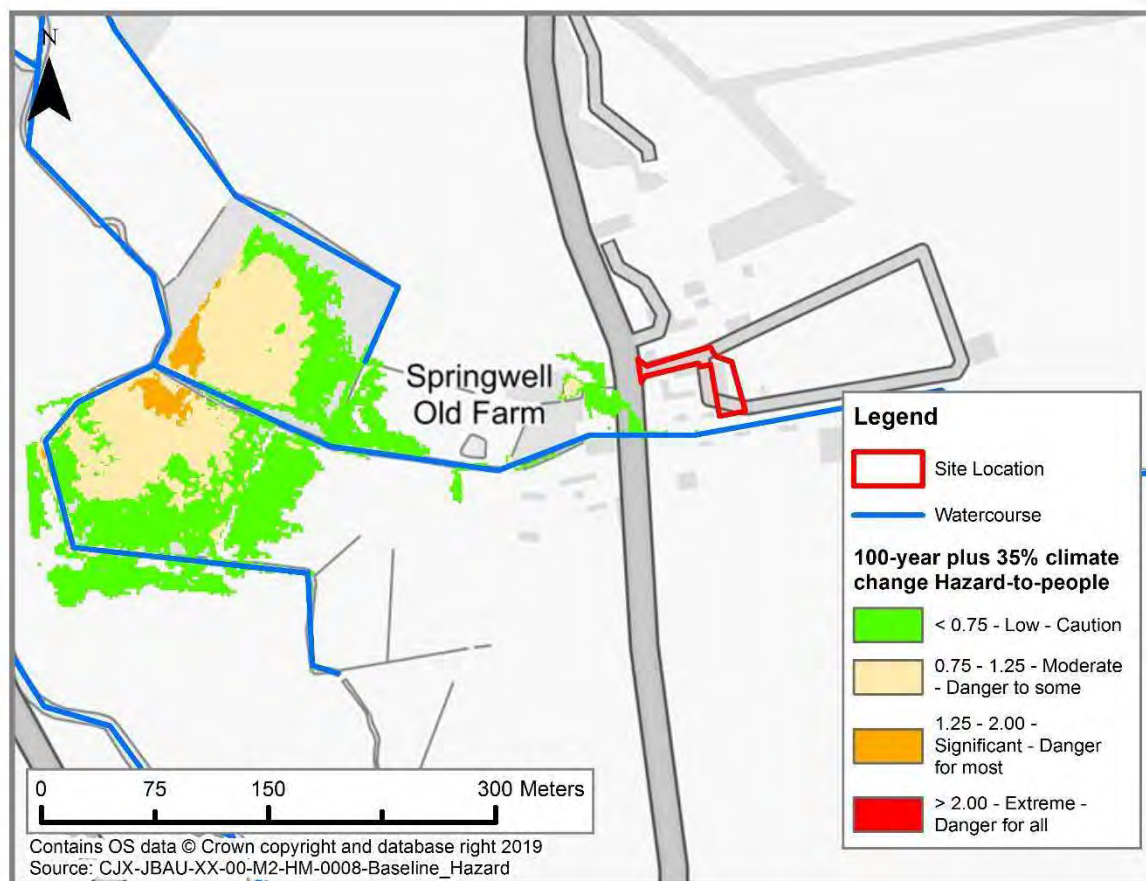 N
Springwell
Old Farm
Legend
Site Location
Watercourse
100-year plus 35% climate
change Hazard-to-people
< 0.75 - Low - Caution
0.75 - 1.25 - Moderate
- Danger to some
1.25 - 2.00 -
Significant - Danger
for most
> 2.00 - Extreme -
Danger for all
0 75 150 300 Meters
Contains OS data © Crown copyright and database right 2019
Source: CJX-JBAU-XX-00-M2-HM-0008-Baseline_Hazard